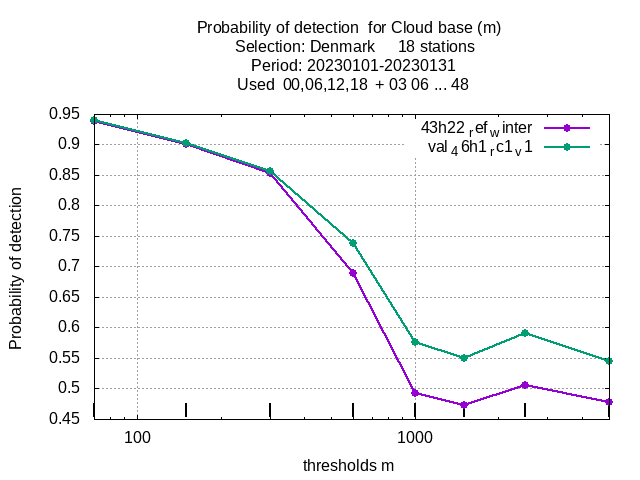 Probability of detection  for Cloud base (m)
Selection: Denmark     18 stations
Period: 20230101-20230131
Used  00,06,12,18  + 03 06 ... 48
0.95
43h22 ref winter
0.9
val 46h1 rc1 v1
0.85
0.8
0.75
0.7
0.65
0.6
0.55
0.5
0.45
Probability of detection
100
1000
thresholds m